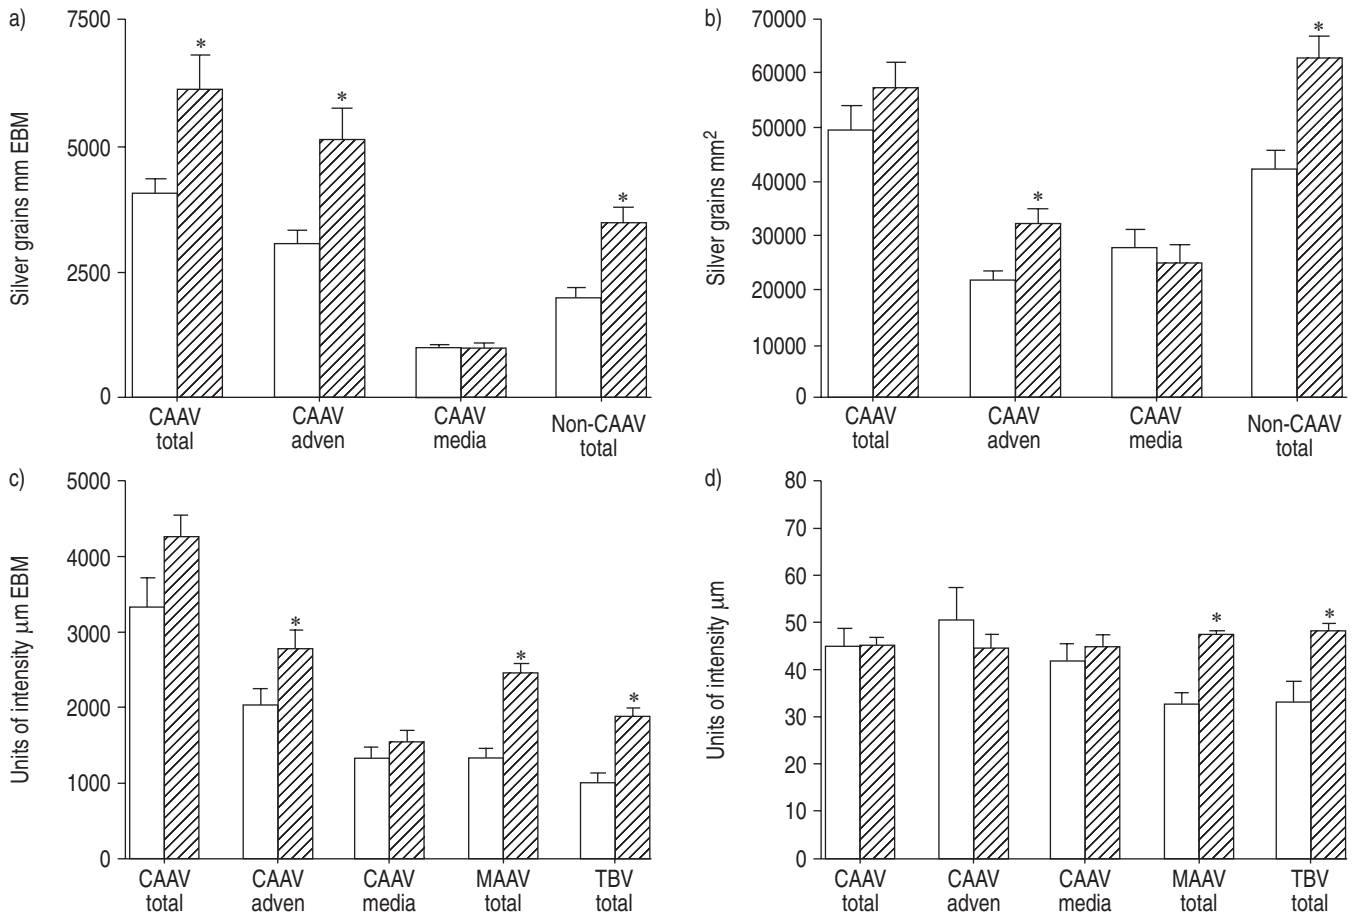 a)
7500
5000
2500
0
Silver grains mm EBM
*
*
*
CAAV total
CAAV adven
CAAV media
Non-CAAV total
b)
70000
60000
50000
40000
30000
20000
10000
0
Silver grains mm²
*
*
CAAV total
CAAV adven
CAAV media
Non-CAAV total
c)
5000
4000
3000
2000
1000
0
Units of intensity µm EBM
*
*
*
CAAV total
CAAV adven
CAAV media
MAAV total
TBV total
d)
80
70
60
50
40
30
20
10
0
Units of intensity µm
*
*
CAAV total
CAAV adven
CAAV media
MAAV total
TBV total